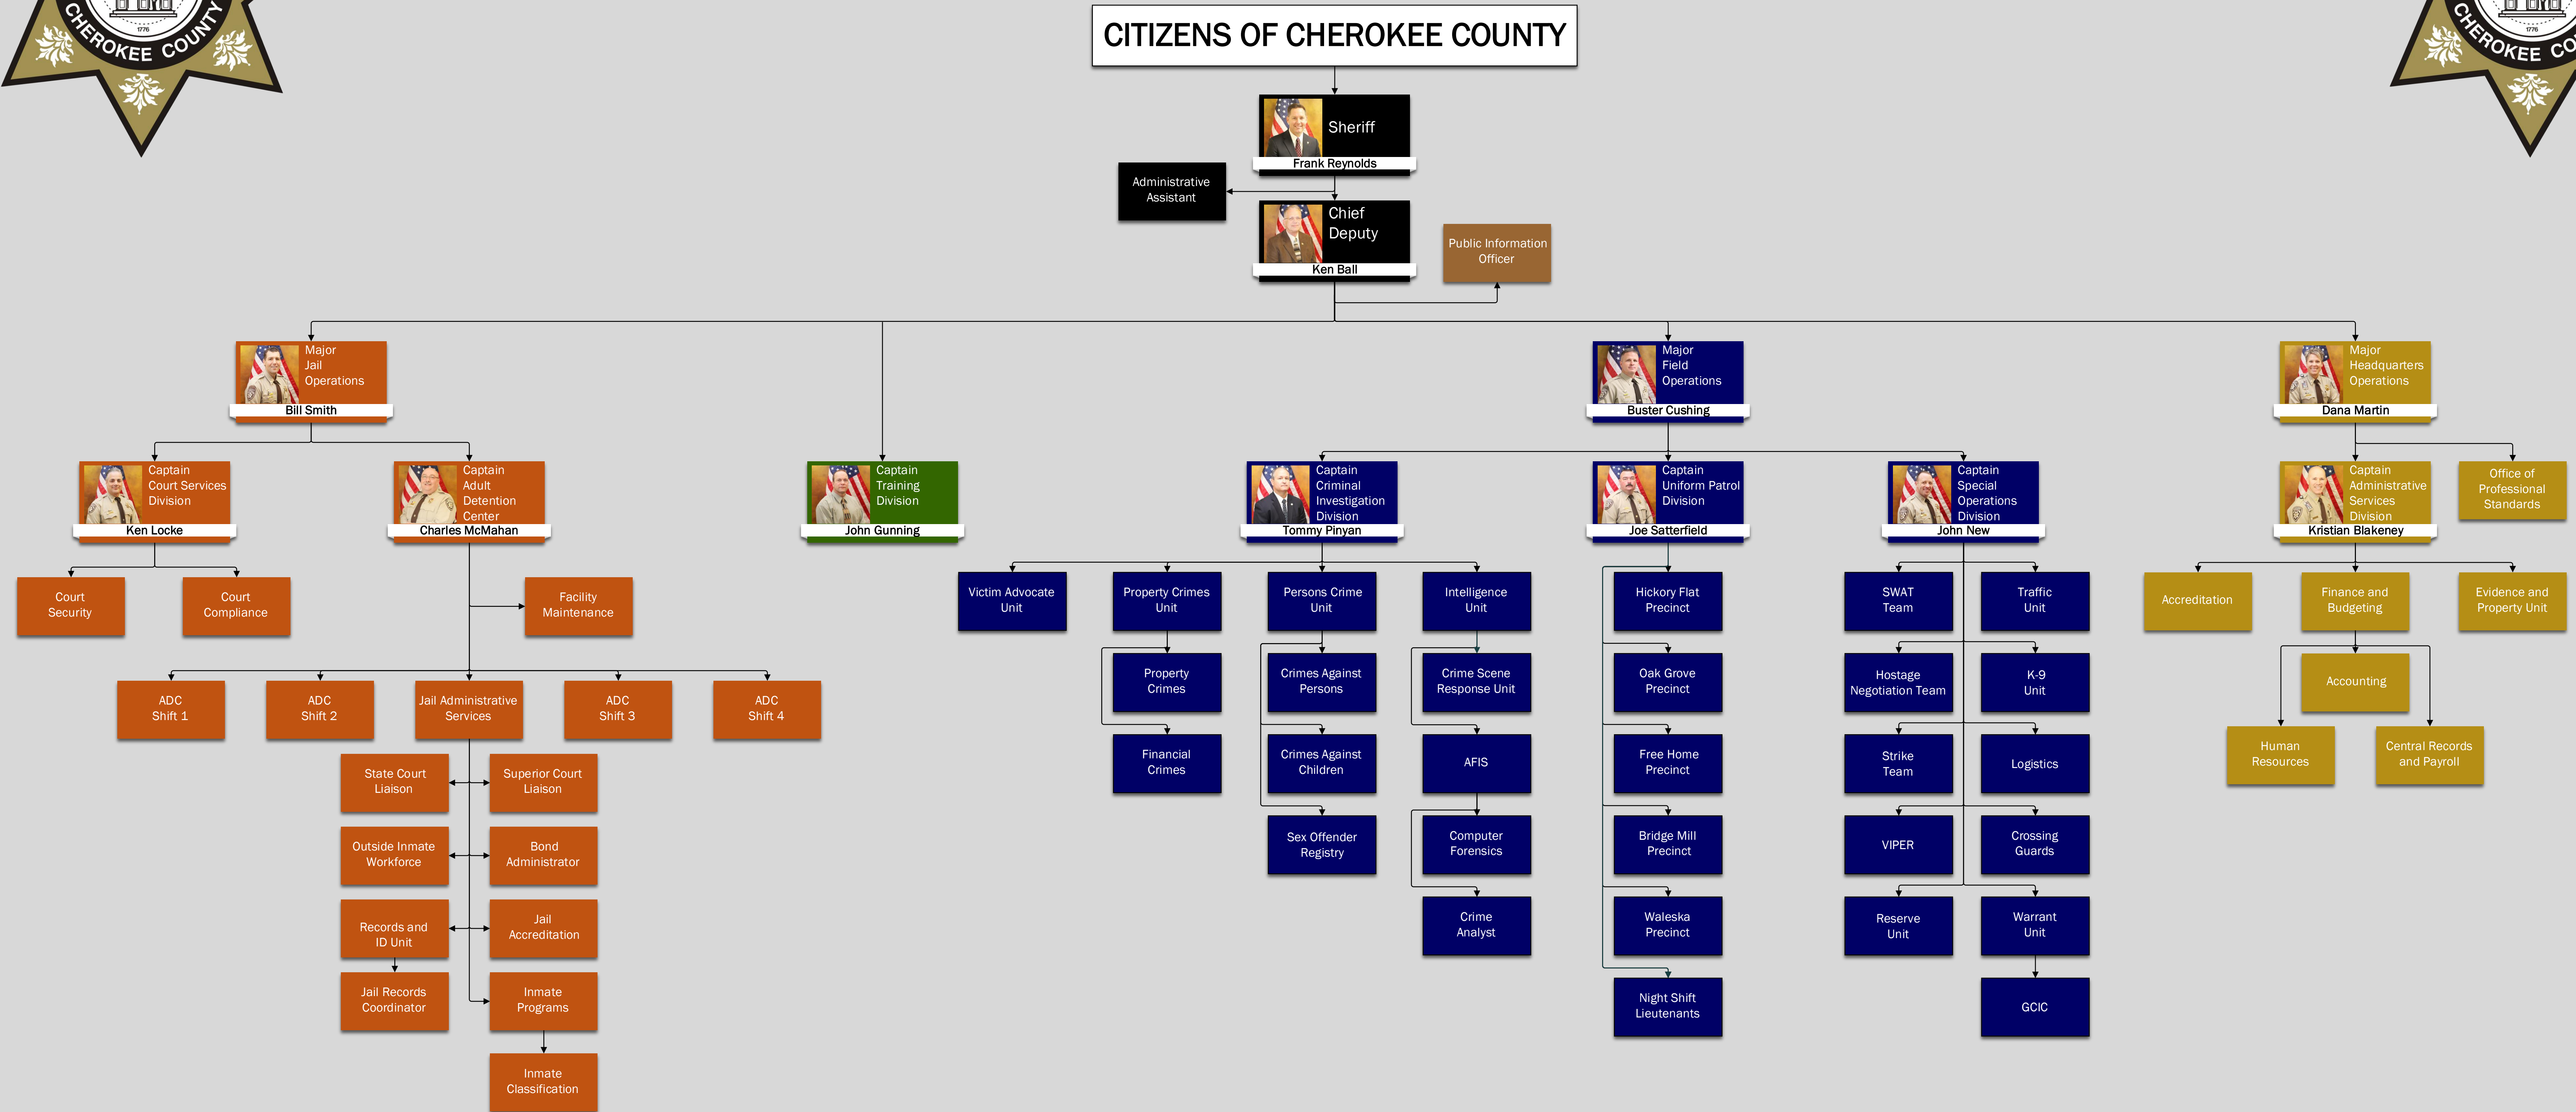 1776
CHEROKEE COUNTY
CITIZENS OF CHEROKEE COUNTY
1776
CHEROKEE CO
Sheriff
Frank Reynolds
Administrative
Assistant
Chief
Deputy
Ken Ball
Public Information
Officer
Major
Jail
Operations
Bill Smith
Major
Field
Operations
Buster Cushing
Major
Headquarters
Operations
Dana Martin
Captain
Court Services
Division
Ken Locke
Captain
Adult
Detention
Center
Charles McMahan
Captain
Training
Division
John Gunning
Captain
Criminal
Investigation
Division
Tommy Pinyan
Captain
Uniform Patrol
Division
Joe Satterfield
Captain
Special
Operations
Division
John New
Captain
Administrative
Services
Division
Kristian Blakeney
Office of
Professional
Standards
Court
Security
Court
Compliance
Facility
Maintenance
ADC
Shift 1
ADC
Shift 2
Jail Administrative
Services
ADC
Shift 3
ADC
Shift 4
State Court
Liaison
Superior Court
Liaison
Outside Inmate
Workforce
Bond
Administrator
Records and
ID Unit
Jail
Accreditation
Jail Records
Coordinator
Inmate
Programs
Inmate
Classification
Victim Advocate
Unit
Property Crimes
Unit
Persons Crime
Unit
Intelligence
Unit
Property
Crimes
Crimes Against
Persons
Crime Scene
Response Unit
Financial
Crimes
Crimes Against
Children
AFIS
Sex Offender
Registry
Computer
Forensics
Crime
Analyst
Hickory Flat
Precinct
Oak Grove
Precinct
Free Home
Precinct
Bridge Mill
Precinct
Waleska
Precinct
Night Shift
Lieutenants
SWAT
Team
Traffic
Unit
Hostage
Negotiation Team
K-9
Unit
Strike
Team
Logistics
VIPER
Crossing
Guards
Reserve
Unit
Warrant
Unit
GCIC
Accreditation
Finance and
Budgeting
Evidence and
Property Unit
Accounting
Human
Resources
Central Records
and Payroll